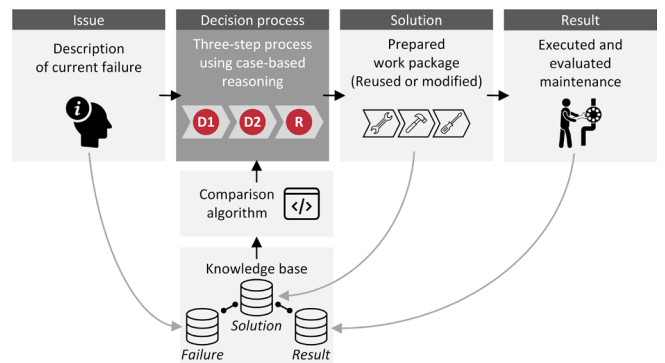 Issue
Decision process
Solution
Result
Description
of current failure
Three-step process
using case-based
reasoning
D1 D2 R
Prepared
work package
(Reused or modified)
Executed and
evaluated
maintenance
Comparison
algorithm
</>
Knowledge base
Solution
Failure
Result